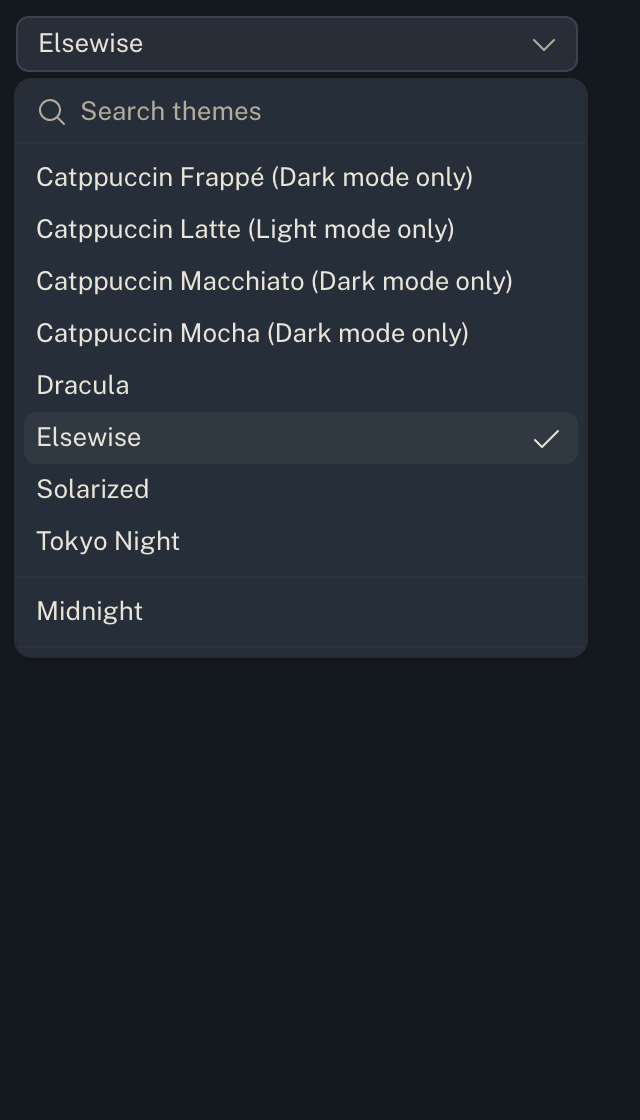 Elsewise
Search themes
Catppuccin Frappé (Dark mode only)
Catppuccin Latte (Light mode only)
Catppuccin Macchiato (Dark mode only)
Catppuccin Mocha (Dark mode only)
Dracula
Elsewise
Solarized
Tokyo Night
Midnight